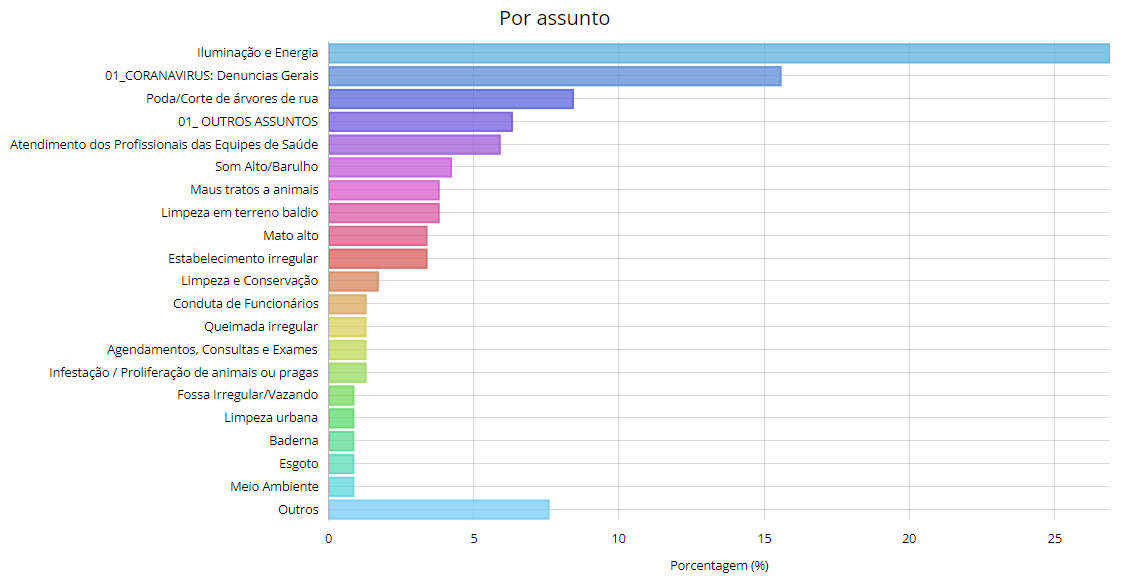 Por assunto
Iluminação e Energia
01_CORANAVIRUS: Denuncias Gerais
Poda/Corte de árvores de rua
01_ OUTROS ASSUNTOS
Atendimento dos Profissionais das Equipes de Saúde
Som Alto/Barulho
Maus tratos a animais
Limpeza em terreno baldio
Mato alto
Estabelecimento irregular
Limpeza e Conservação
Conduta de Funcionários
Queimada irregular
Agendamentos, Consultas e Exames
Infestação / Proliferação de animais ou pragas
Fossa Irregular/Vazando
Limpeza urbana
Baderna
Esgoto
Meio Ambiente
Outros
0 5 10 15 20 25
Porcentagem (%)